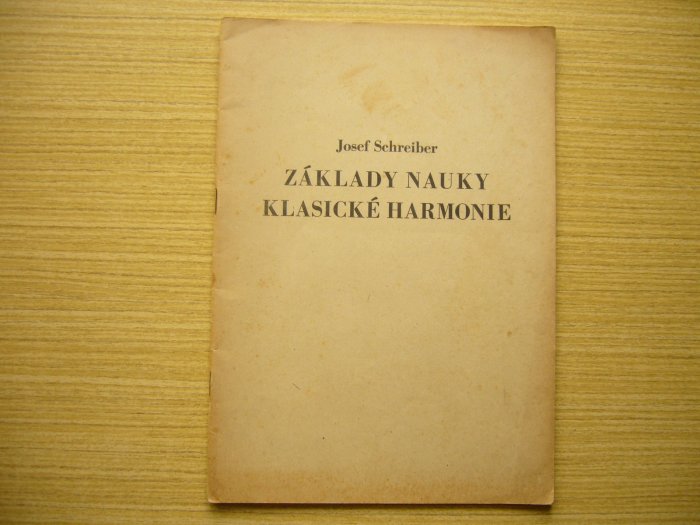 Josef Schreiber
ZÁKLADY NAUKY
KLASICKÉ HARMONIE